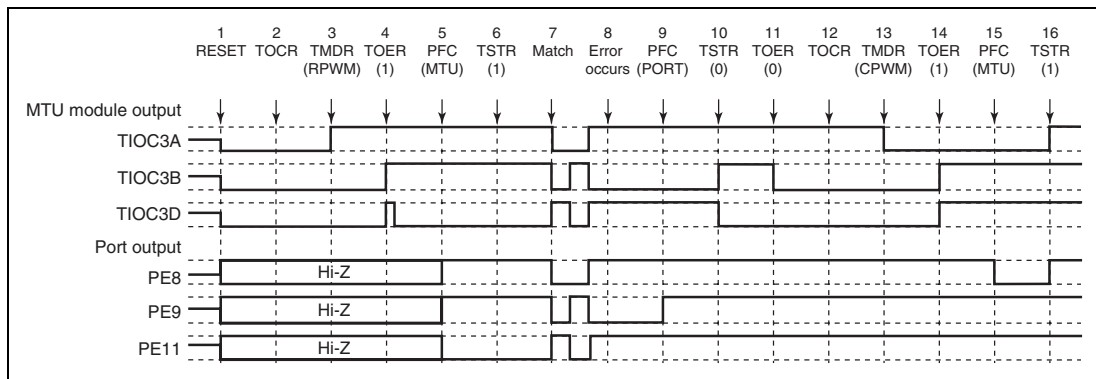 1 2 3 4 5 6 7 8 9 10 11 12 13 14 15 16
RESET TOCR TMDR TOER PFC TSTR Match Error PFC TSTR TOER TOCR TMDR TOER PFC TSTR
(RPWM) (1) (MTU) (1) occurs (PORT) (0) (0) (CPWM) (1) (MTU) (1)
MTU module output
TIOC3A
TIOC3B
TIOC3D
Port output
PE8 Hi-Z
PE9 Hi-Z
PE11 Hi-Z